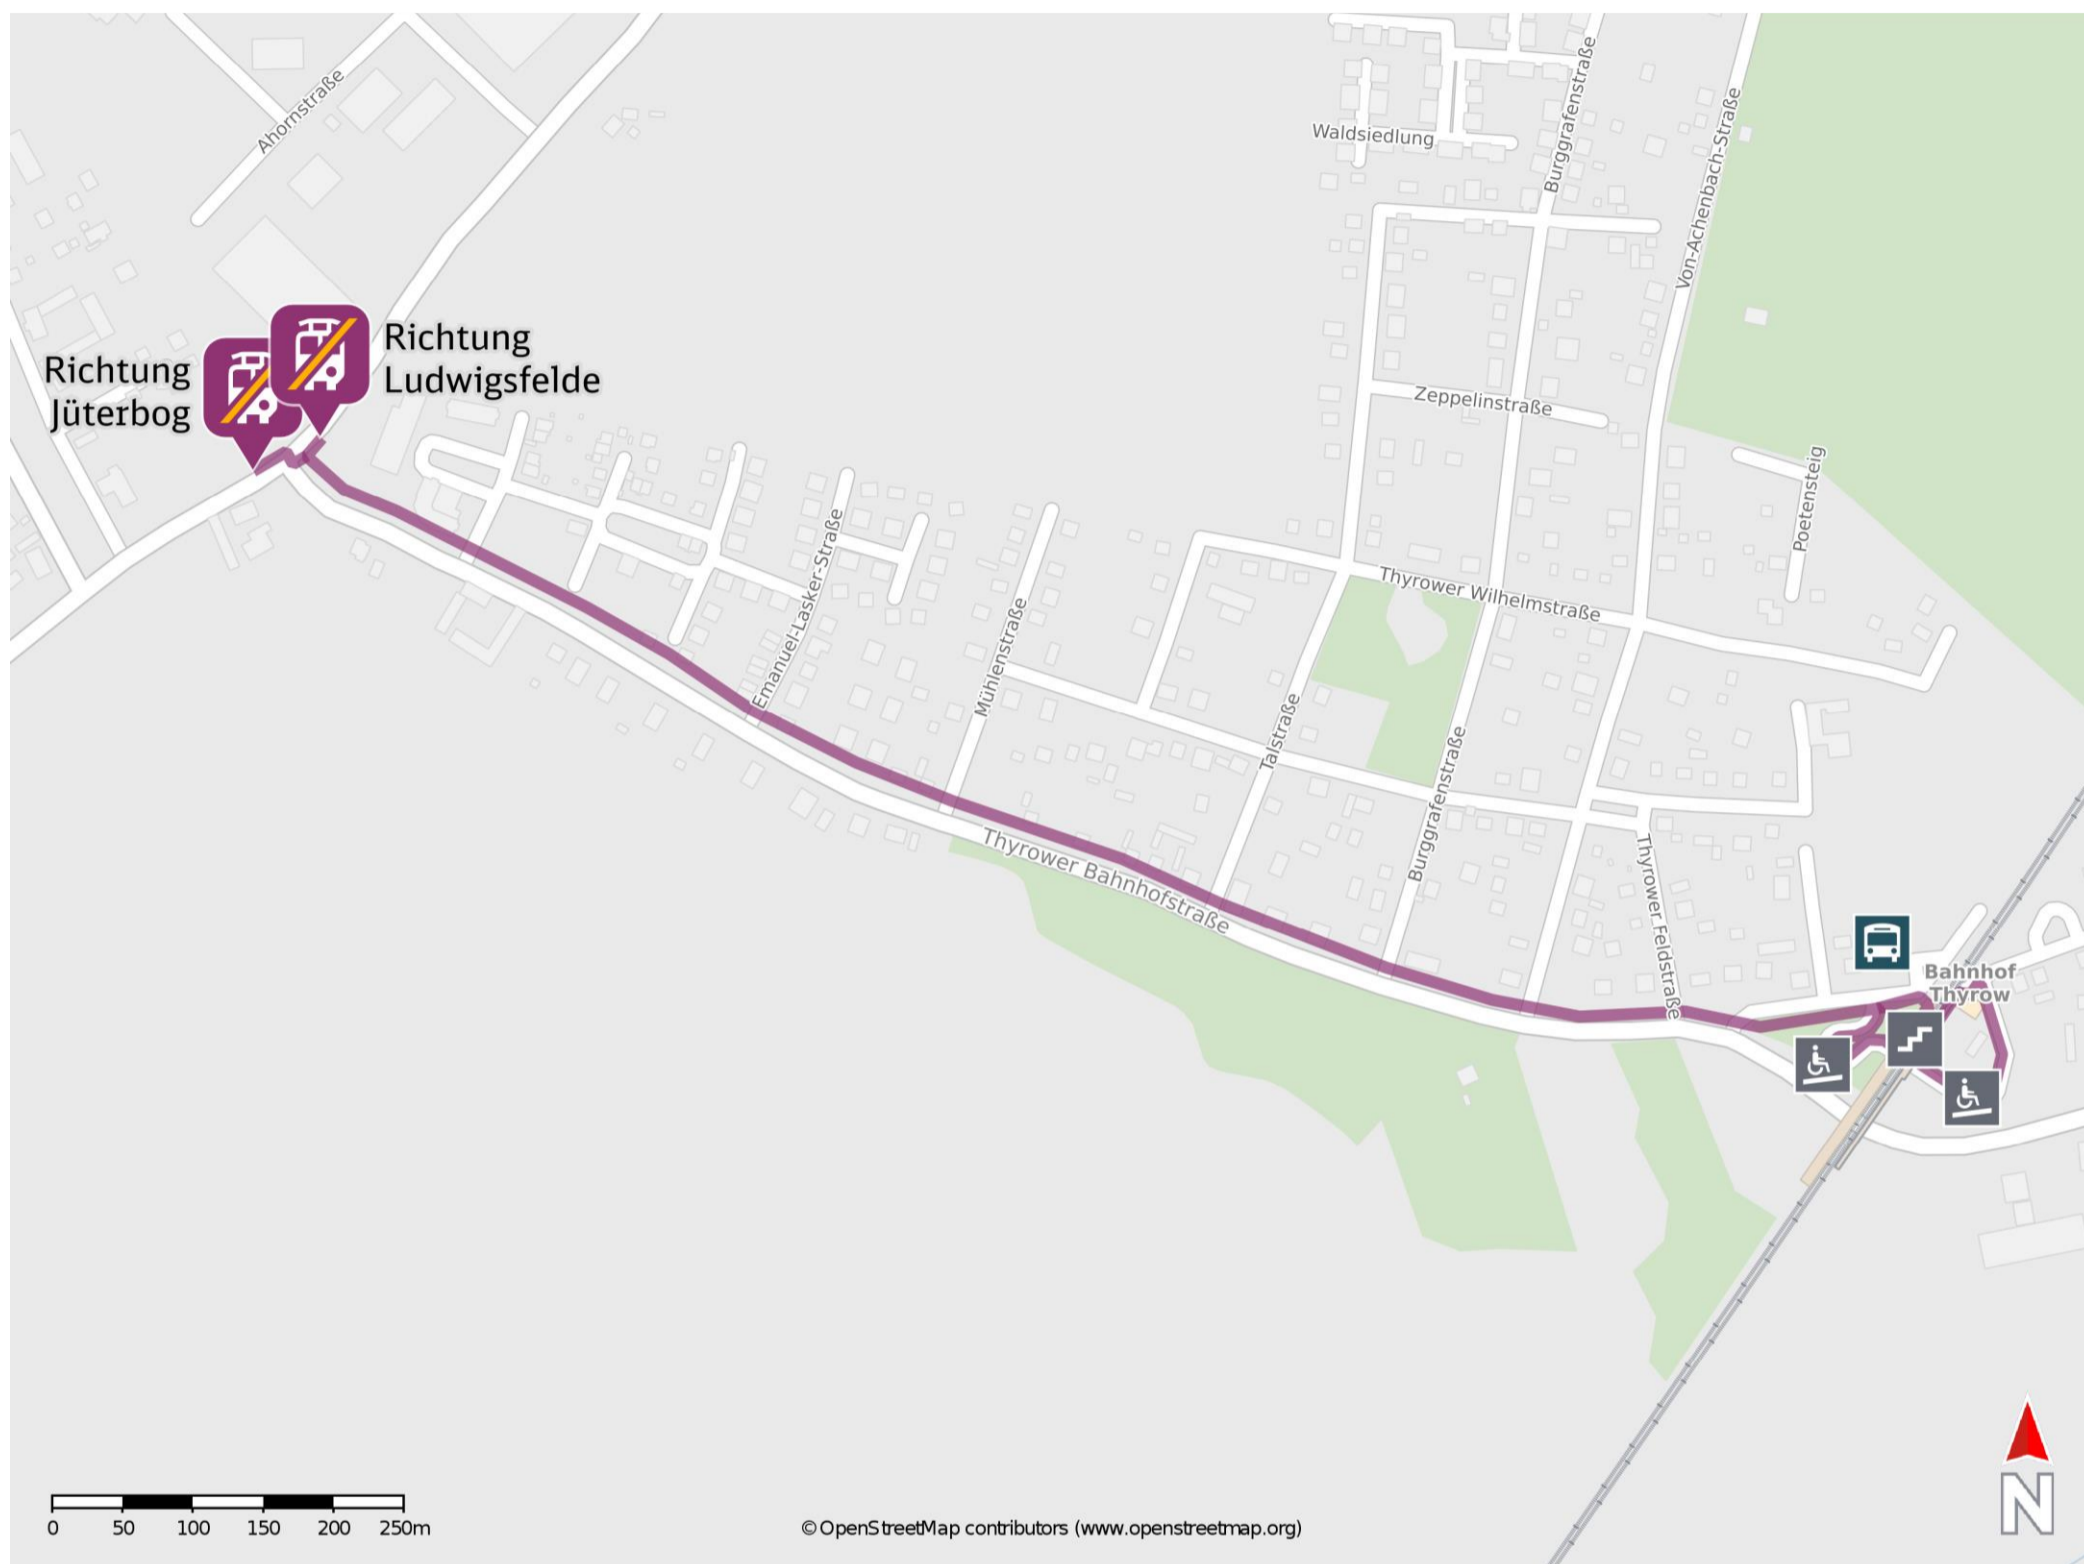 Ahornstraße
Burggrafenstraße
Von-Achenbach-Straße
Waldsiedlung
Richtung
Ludwigsfelde
Richtung
Jüterbog
Zeppelinstraße
Poetensteig
Emanuel-Lasker-Straße
Mühlenstraße
Thyrower Wilhelmstraße
Talstraße
Burggrafenstraße
Thyrower Bahnhofstraße
Thyrower Feldstraße
Bahnhof
Thyrow
N
0 50 100 150 200 250m
© OpenStreetMap contributors (www.openstreetmap.org)